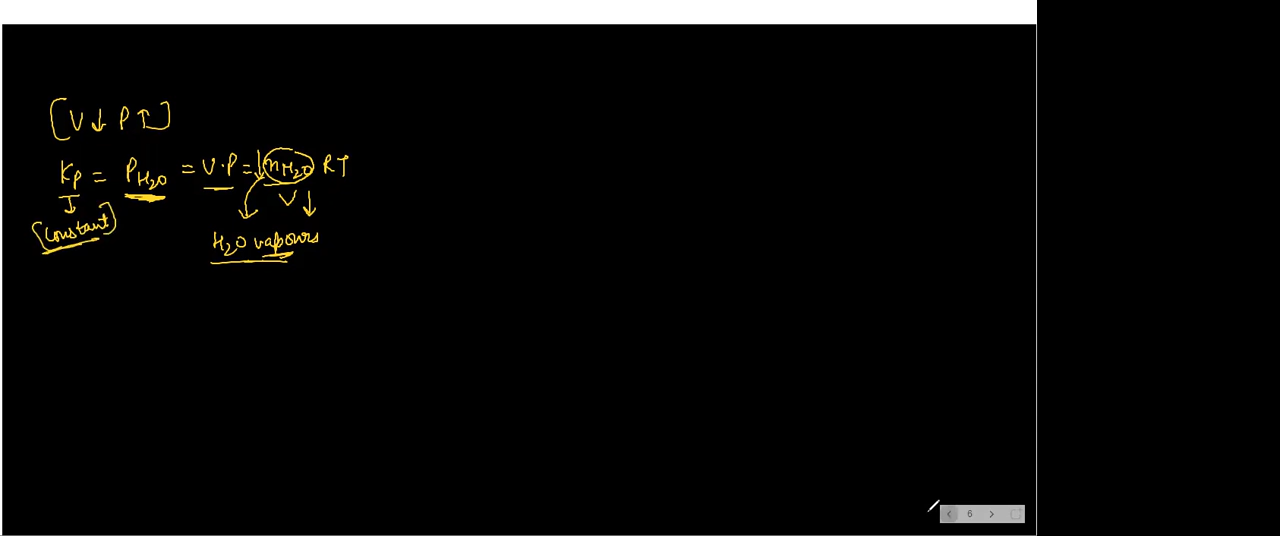 [V↓ P↑]
Kp = PH₂O = V.P = ↓ nH₂O RT
V ↓
[constant]
H₂O vapours
6